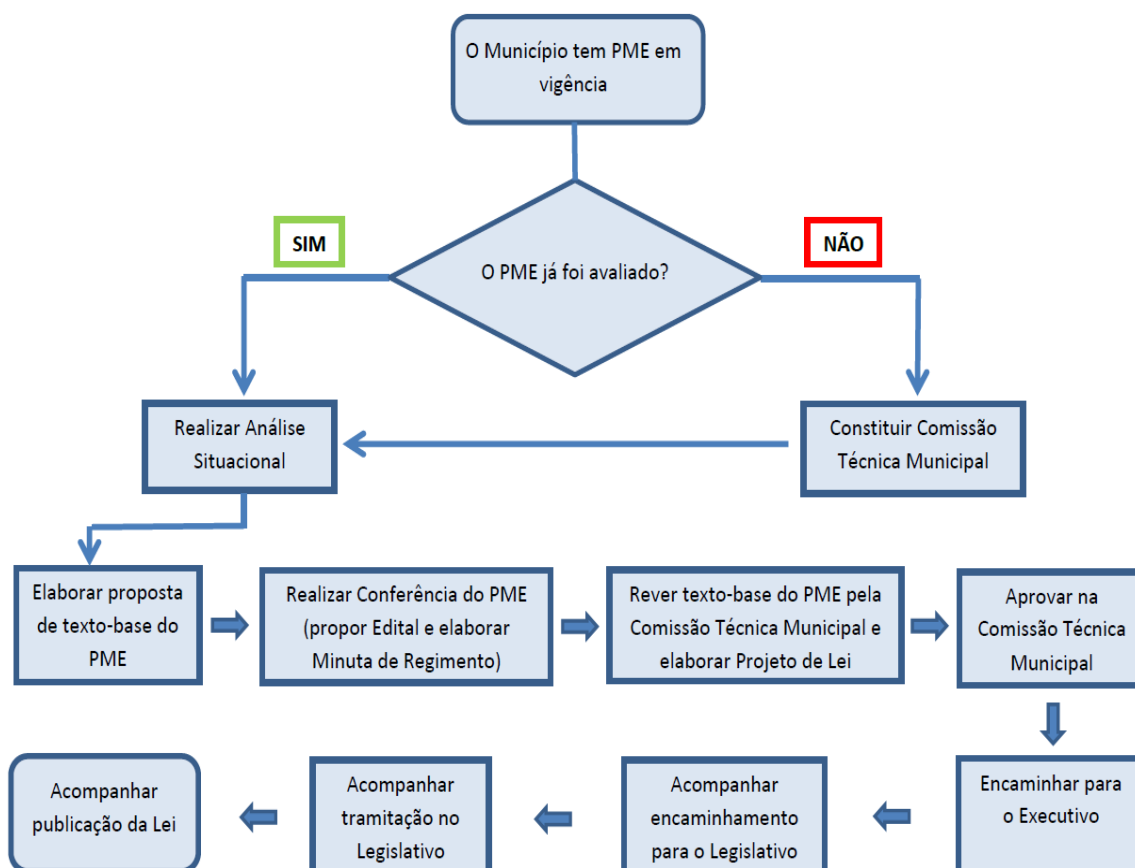 O Município tem PME em
vigência
SIM
NÃO
O PME já foi avaliado?
Realizar Análise
Situacional
Constituir Comissão
Técnica Municipal
Elaborar proposta
de texto-base do
PME
Realizar Conferência do PME
(propor Edital e elaborar
Minuta de Regimento)
Rever texto-base do PME pela
Comissão Técnica Municipal e
elaborar Projeto de Lei
Aprovar na
Comissão Técnica
Municipal
Encaminhar para
o Executivo
Acompanhar
encaminhamento
para o Legislativo
Acompanhar
tramitação no
Legislativo
Acompanhar
publicação da Lei